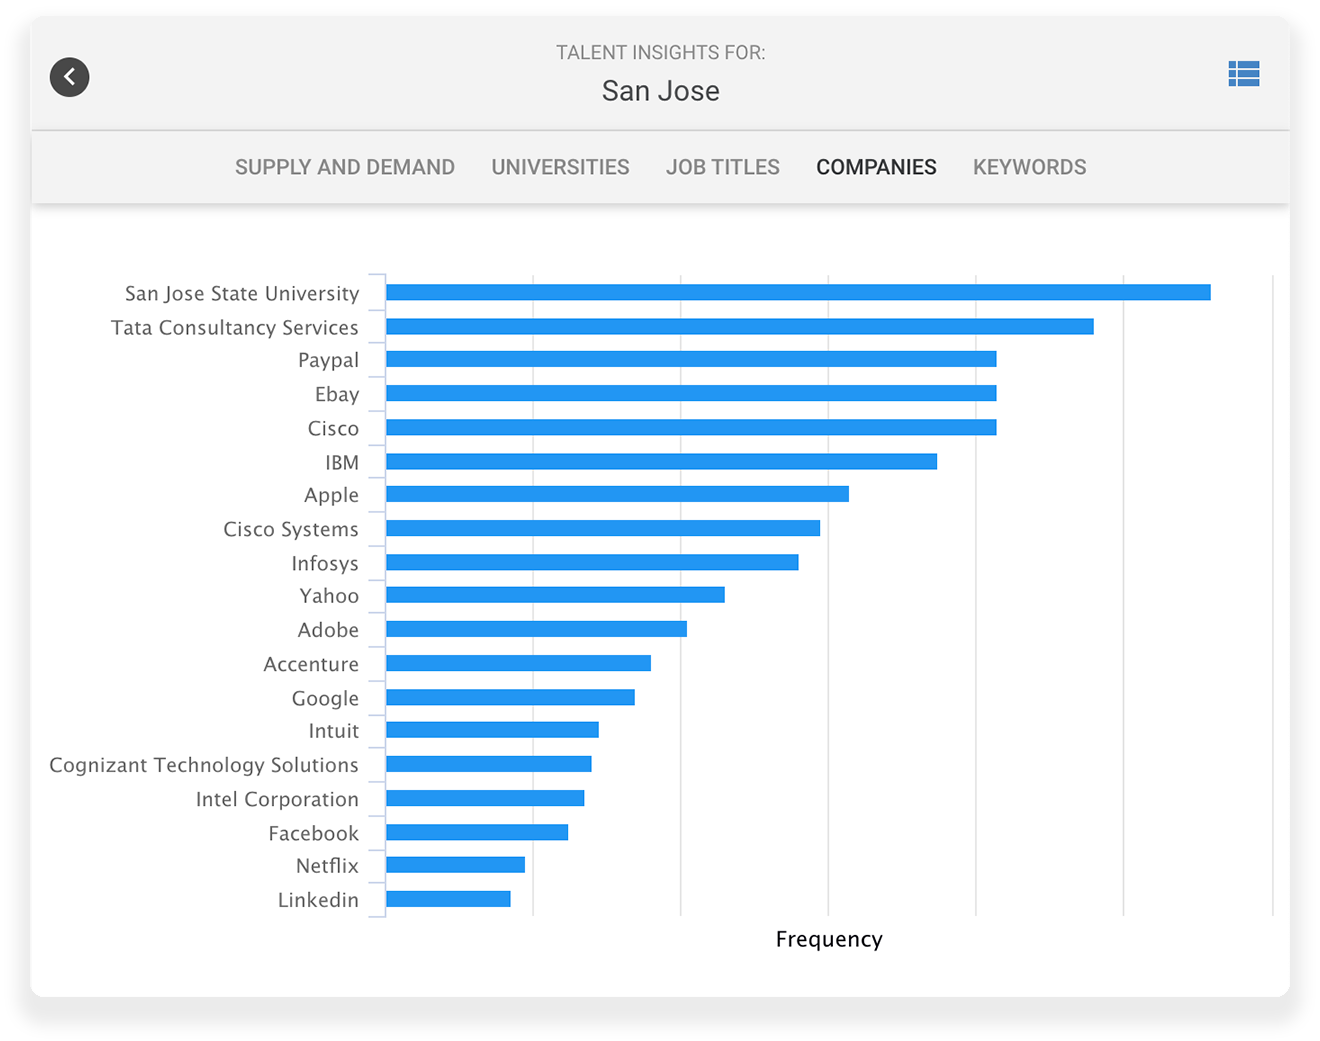 TALENT INSIGHTS FOR:
San Jose
SUPPLY AND DEMAND UNIVERSITIES JOB TITLES COMPANIES KEYWORDS
San Jose State University
Tata Consultancy Services
Paypal
Ebay
Cisco
IBM
Apple
Cisco Systems
Infosys
Yahoo
Adobe
Accenture
Google
Intuit
Cognizant Technology Solutions
Intel Corporation
Facebook
Netflix
Linkedin
Frequency